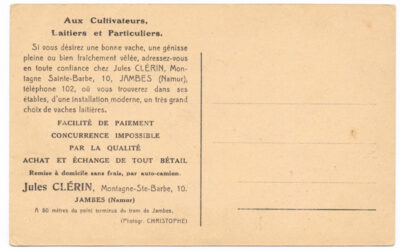 Aux Cultivateurs,
Laitiers et Particuliers.
Si vous désirez une bonne vache, une génisse
pleine ou bien fraîchement vêlée, adressez-vous
en toute confiance chez Jules CLÉRIN, Mon-
tagne Sainte-Barbe, 10, JAMBES (Namur),
téléphone 102, où vous trouverez dans ses
étables, d'une installation moderne, un très grand
choix de vaches laitières.
FACILITÉ DE PAIEMENT
CONCURRENCE IMPOSSIBLE
PAR LA QUALITÉ
ACHAT ET ÉCHANGE DE TOUT BÉTAIL
Remise à domicile sans frais, par auto-camion.
Jules CLÉRIN, Montagne-Ste-Barbe, 10.
JAMBES (Namur)
A 50 mètres du point terminus du tram de Jambes.
(Photogr. CHRISTOPHE)